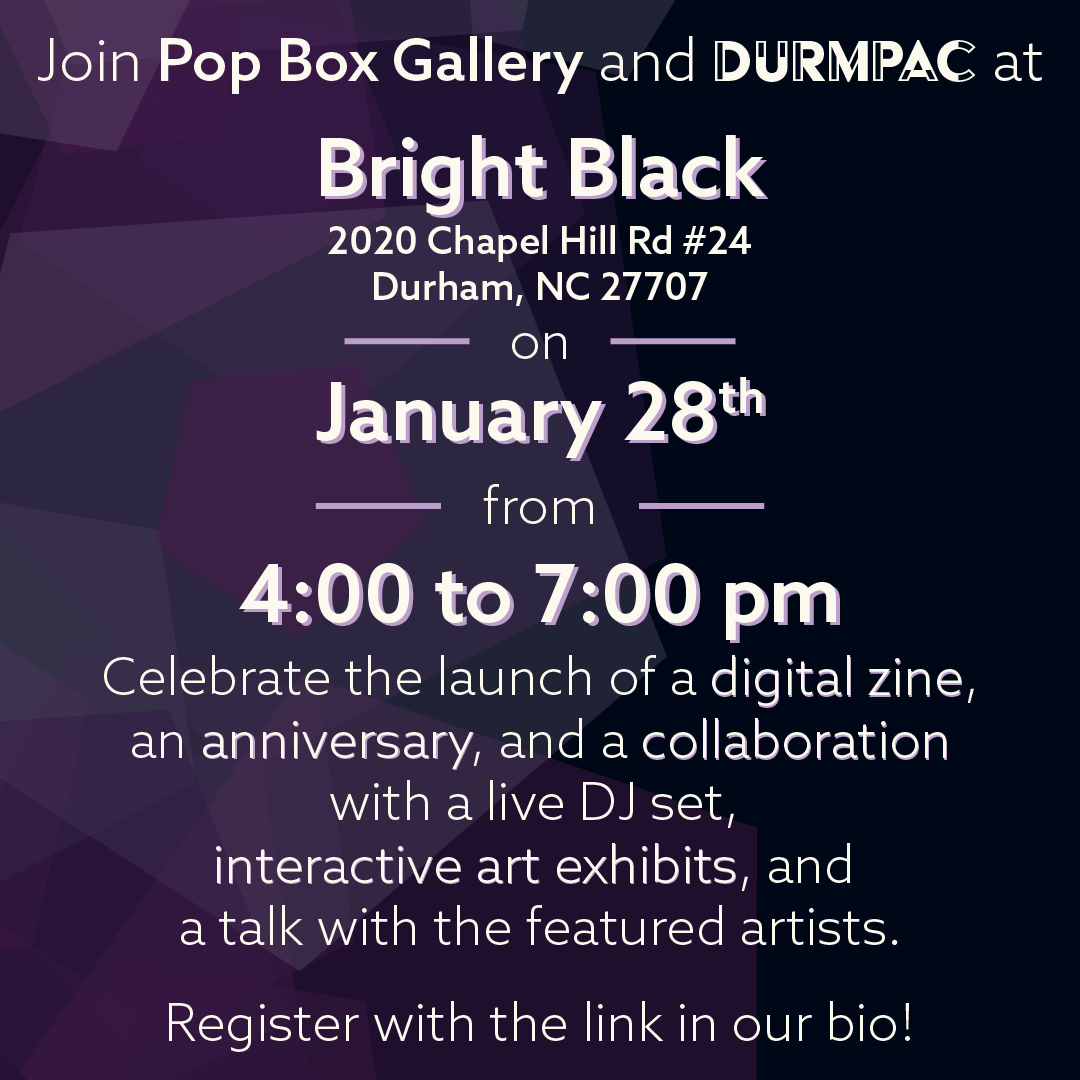 Join Pop Box Gallery and DURMPAC at
Bright Black
2020 Chapel Hill Rd #24
Durham, NC 27707
on
January 28th
from
4:00 to 7:00 pm
Celebrate the launch of a digital zine,
an anniversary, and a collaboration
with a live DJ set,
interactive art exhibits, and
a talk with the featured artists.
Register with the link in our bio!